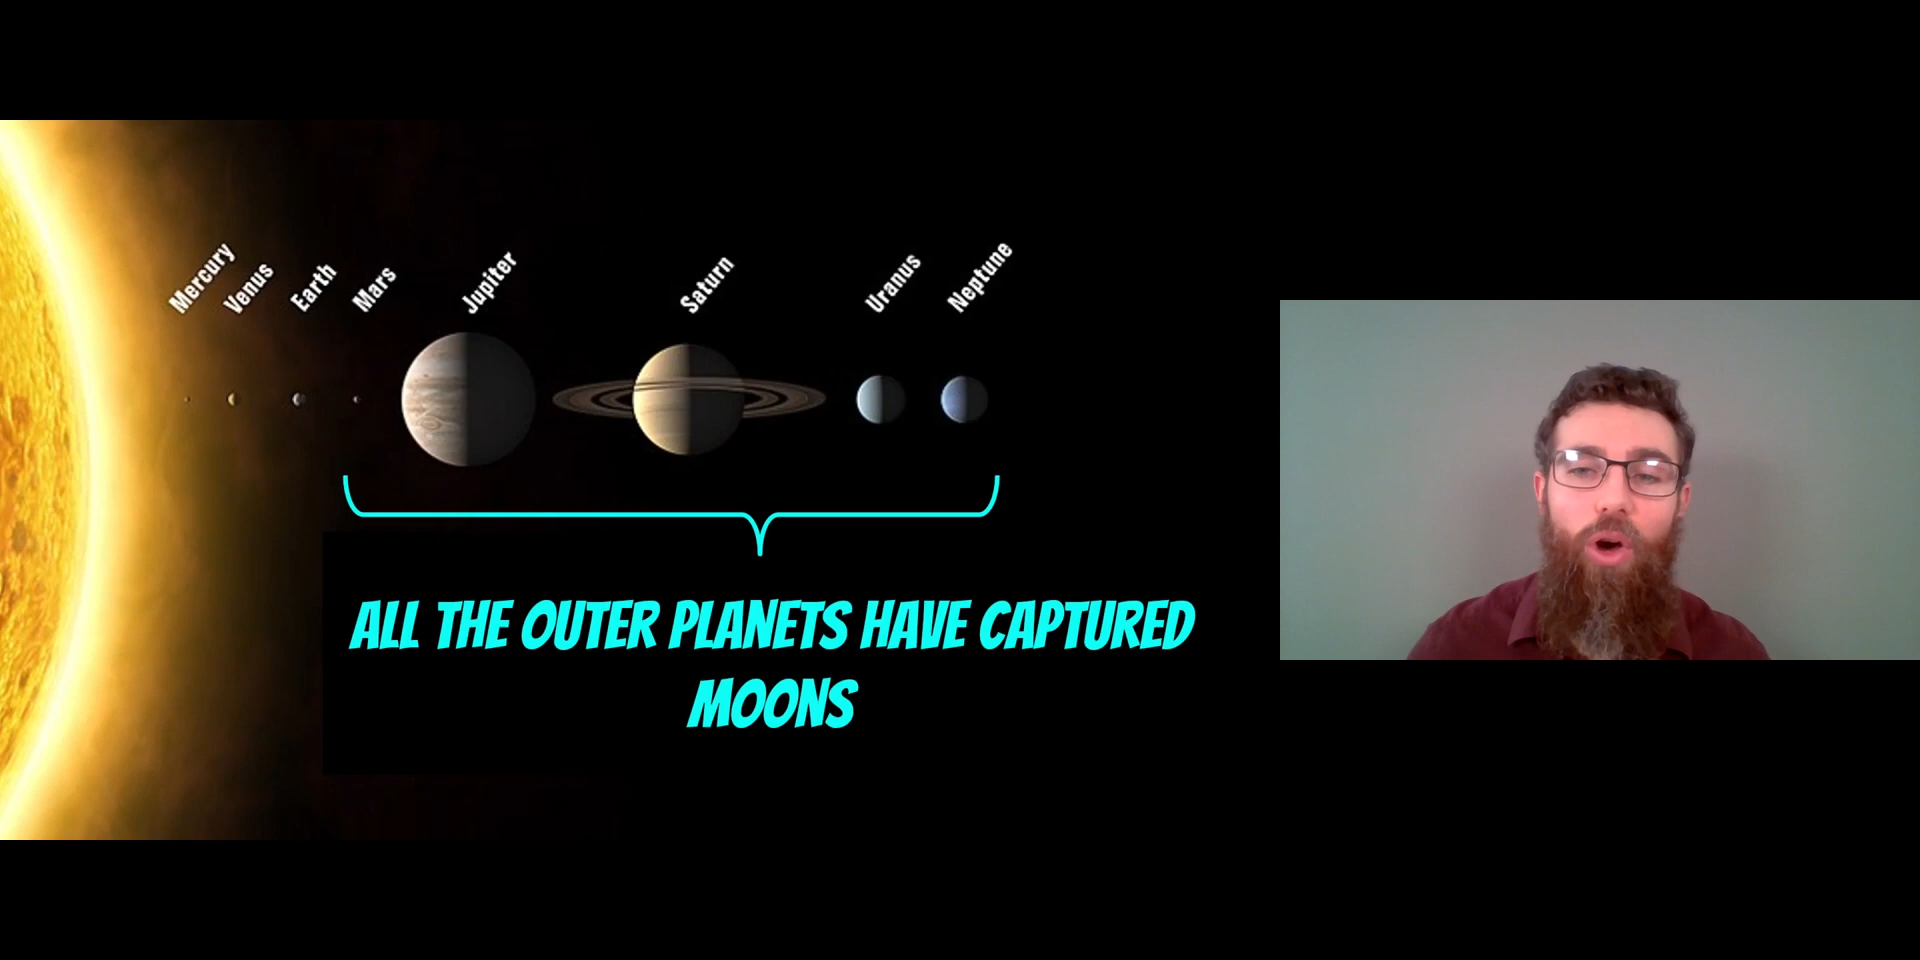 Mercury
Venus
Earth
Mars
Jupiter
Saturn
Uranus
Neptune
ALL THE OUTER PLANETS HAVE CAPTURED
MOONS